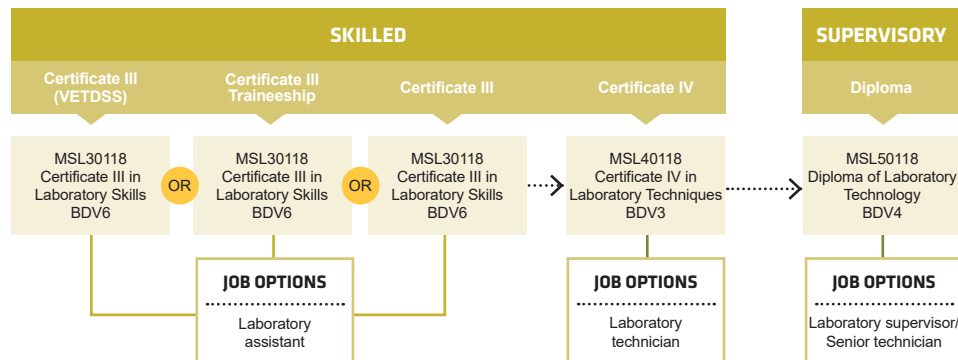 SKILLED
SUPERVISORY
Certificate III
(VETDSS)
Certificate III
Traineeship
Certificate III
Certificate IV
Diploma
MSL30118
Certificate III in
Laboratory Skills
BDV6
OR
MSL30118
Certificate III in
Laboratory Skills
BDV6
OR
MSL30118
Certificate III in
Laboratory Skills
BDV6
MSL40118
Certificate IV in
Laboratory Techniques
BDV3
MSL50118
Diploma of Laboratory
Technology
BDV4
JOB OPTIONS
Laboratory
assistant
JOB OPTIONS
Laboratory
technician
JOB OPTIONS
Laboratory supervisor/
Senior technician